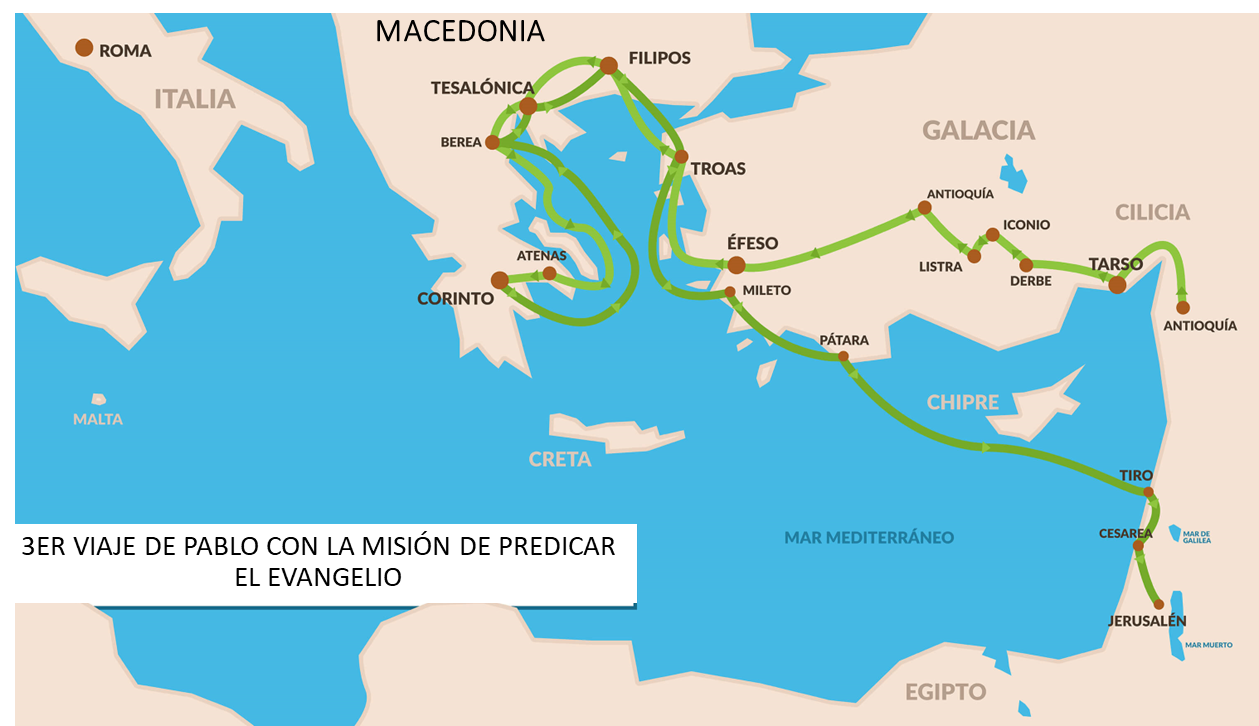 MACEDONIA
ROMA
FILIPOS
ITALIA
TESALÓNICA
GALACIA
BEREA
TROAS
ANTIOQUÍA
CILICIA
ICONIO
ÉFESO
ATENAS
LISTRA
TARSO
DERBE
MILETO
CORINTO
ANTIOQUÍA
PÁTARA
CHIPRE
MALTA
CRETA
TIRO
CESAREA
MAR DE
GALILEA
MAR MEDITERRÁNEO
3ER VIAJE DE PABLO CON LA MISIÓN DE PREDICAR
EL EVANGELIO
JERUSALÉN
MAR MUERTO
EGIPTO